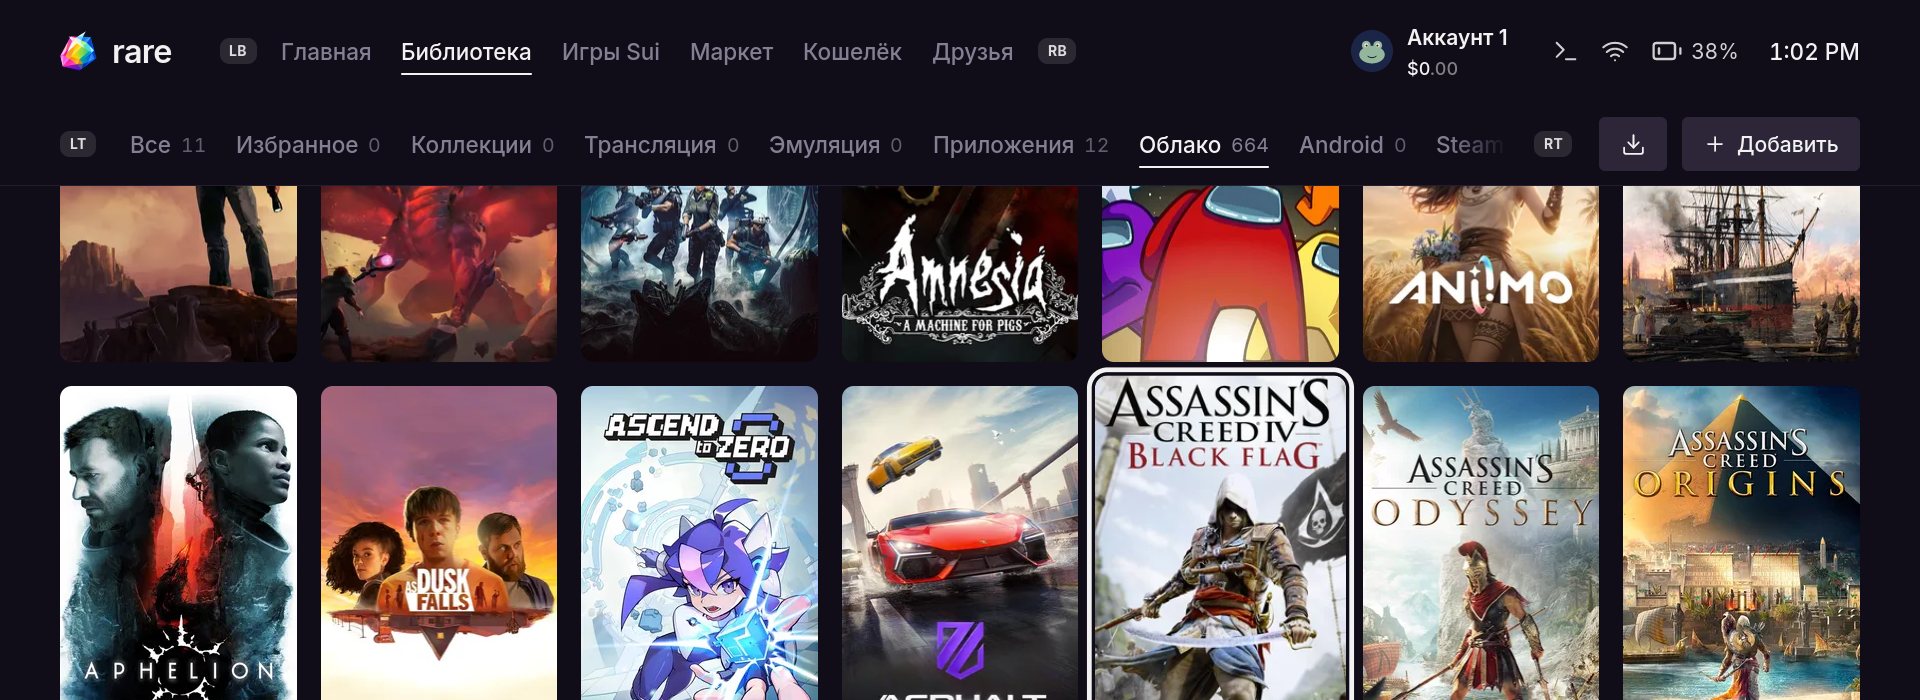 rare
LB Главная Библиотека Игры Sui Маркет Кошелёк Друзья RB
Аккаунт 1
$0.00
38% 1:02 PM
LT Все 11 Избранное 0 Коллекции 0 Трансляция 0 Эмуляция 0 Приложения 12 Облако 664 Android 0 Steam RT
+ Добавить
Amnesia
A MACHINE FOR PIGS
ANIIMO
APHELION
AS DUSK
FALLS
ASCEND
to ZERO
ASPHALT
ASSASSIN'S
CREED IV
BLACK FLAG
ASSASSIN'S
CREED
ODYSSEY
ASSASSIN'S
CREED
ORIGINS